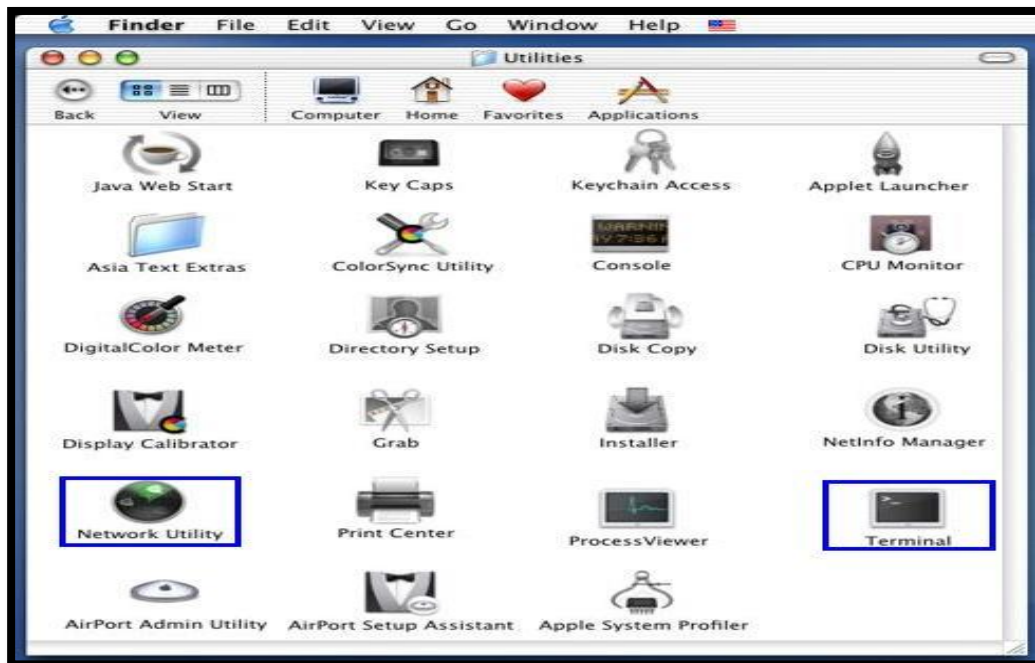 Finder File Edit View Go Window Help
Utilities
Back View Computer Home Favorites Applications
Java Web Start Key Caps Keychain Access Applet Launcher
Asia Text Extras ColorSync Utility Console CPU Monitor
DigitalColor Meter Directory Setup Disk Copy Disk Utility
Display Calibrator Grab Installer NetInfo Manager
Network Utility Print Center ProcessViewer Terminal
AirPort Admin Utility AirPort Setup Assistant Apple System Profiler